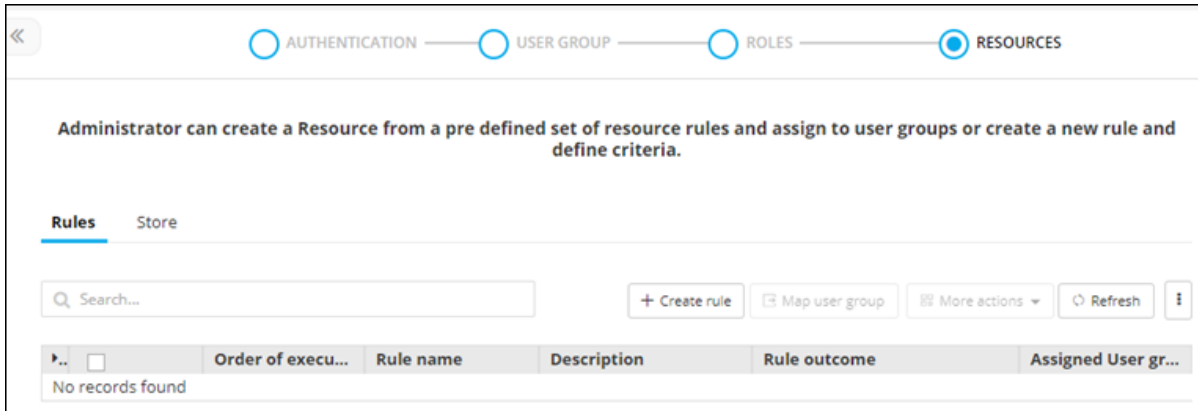 AUTHENTICATION USER GROUP ROLES RESOURCES
Administrator can create a Resource from a pre defined set of resource rules and assign to user groups or create a new rule and
define criteria.
Rules Store
Search... + Create rule Map user group More actions Refresh
Order of execu... Rule name Description Rule outcome Assigned User gr...
No records found